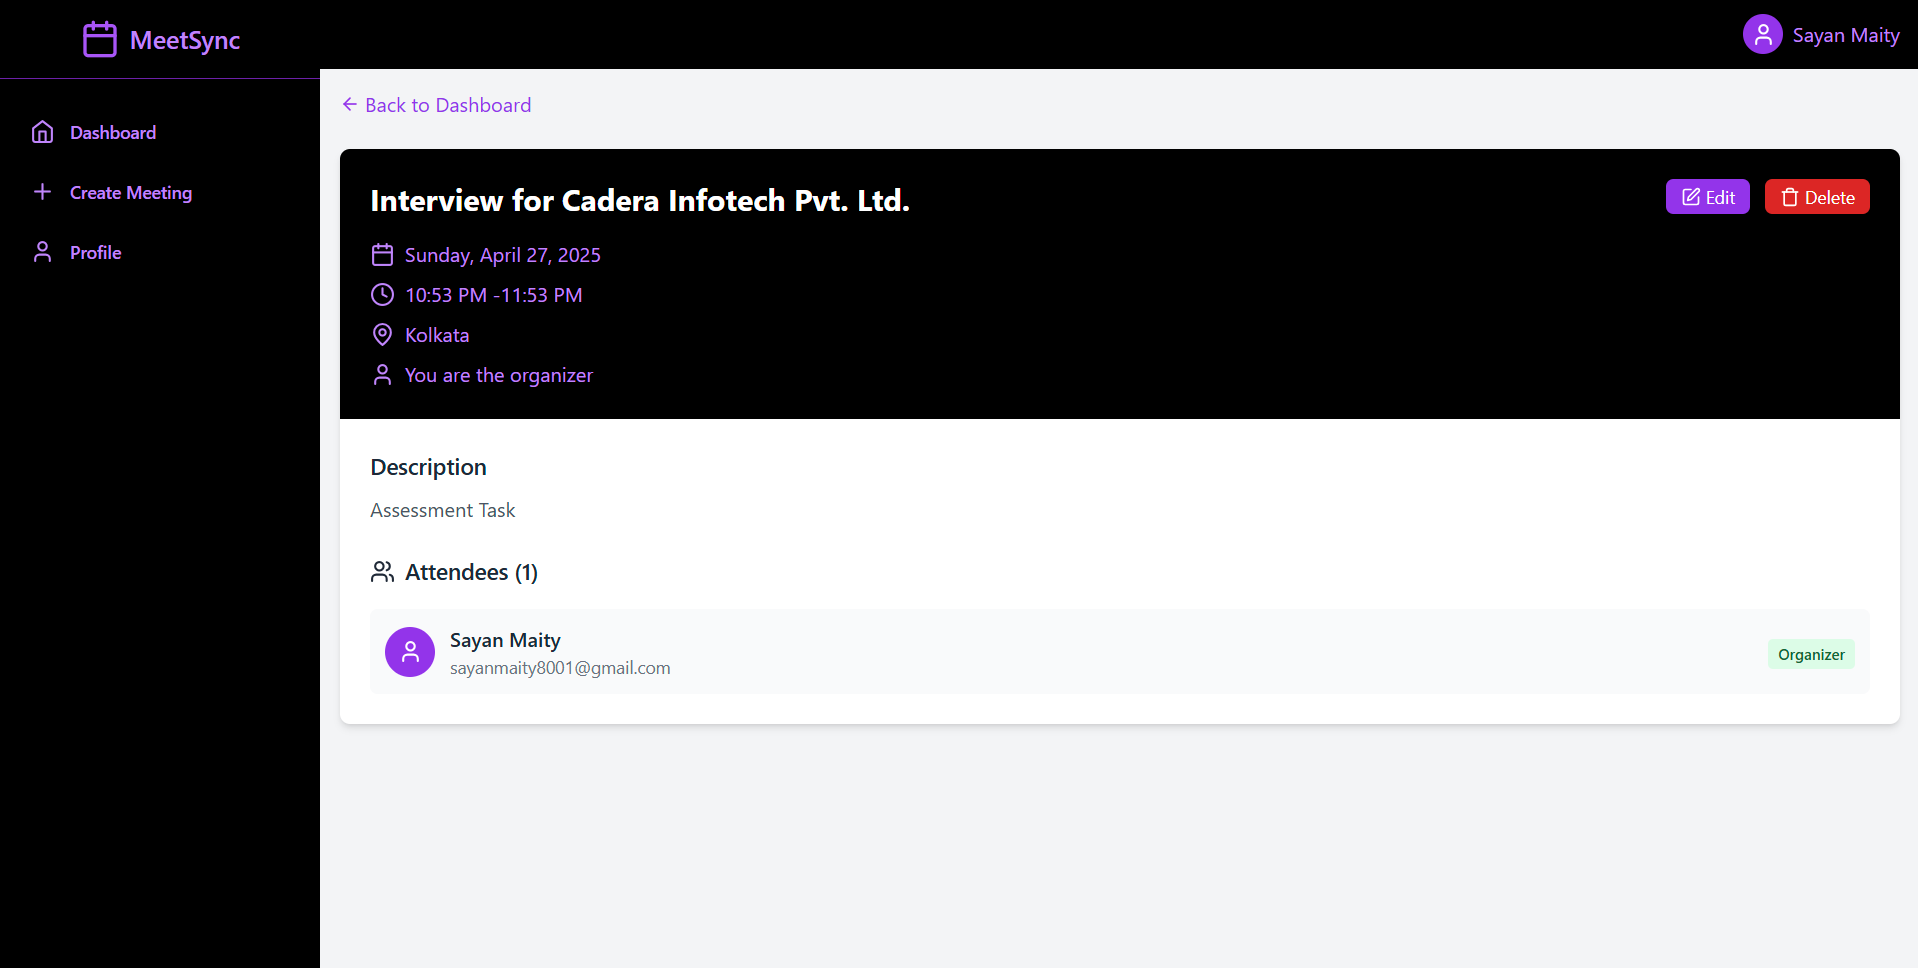 MeetSync
Sayan Maity
Dashboard
Create Meeting
Profile
Back to Dashboard
Interview for Cadera Infotech Pvt. Ltd.
Edit
Delete
Sunday, April 27, 2025
10:53 PM -11:53 PM
Kolkata
You are the organizer
Description
Assessment Task
Attendees (1)
Sayan Maity
sayanmaity8001@gmail.com
Organizer